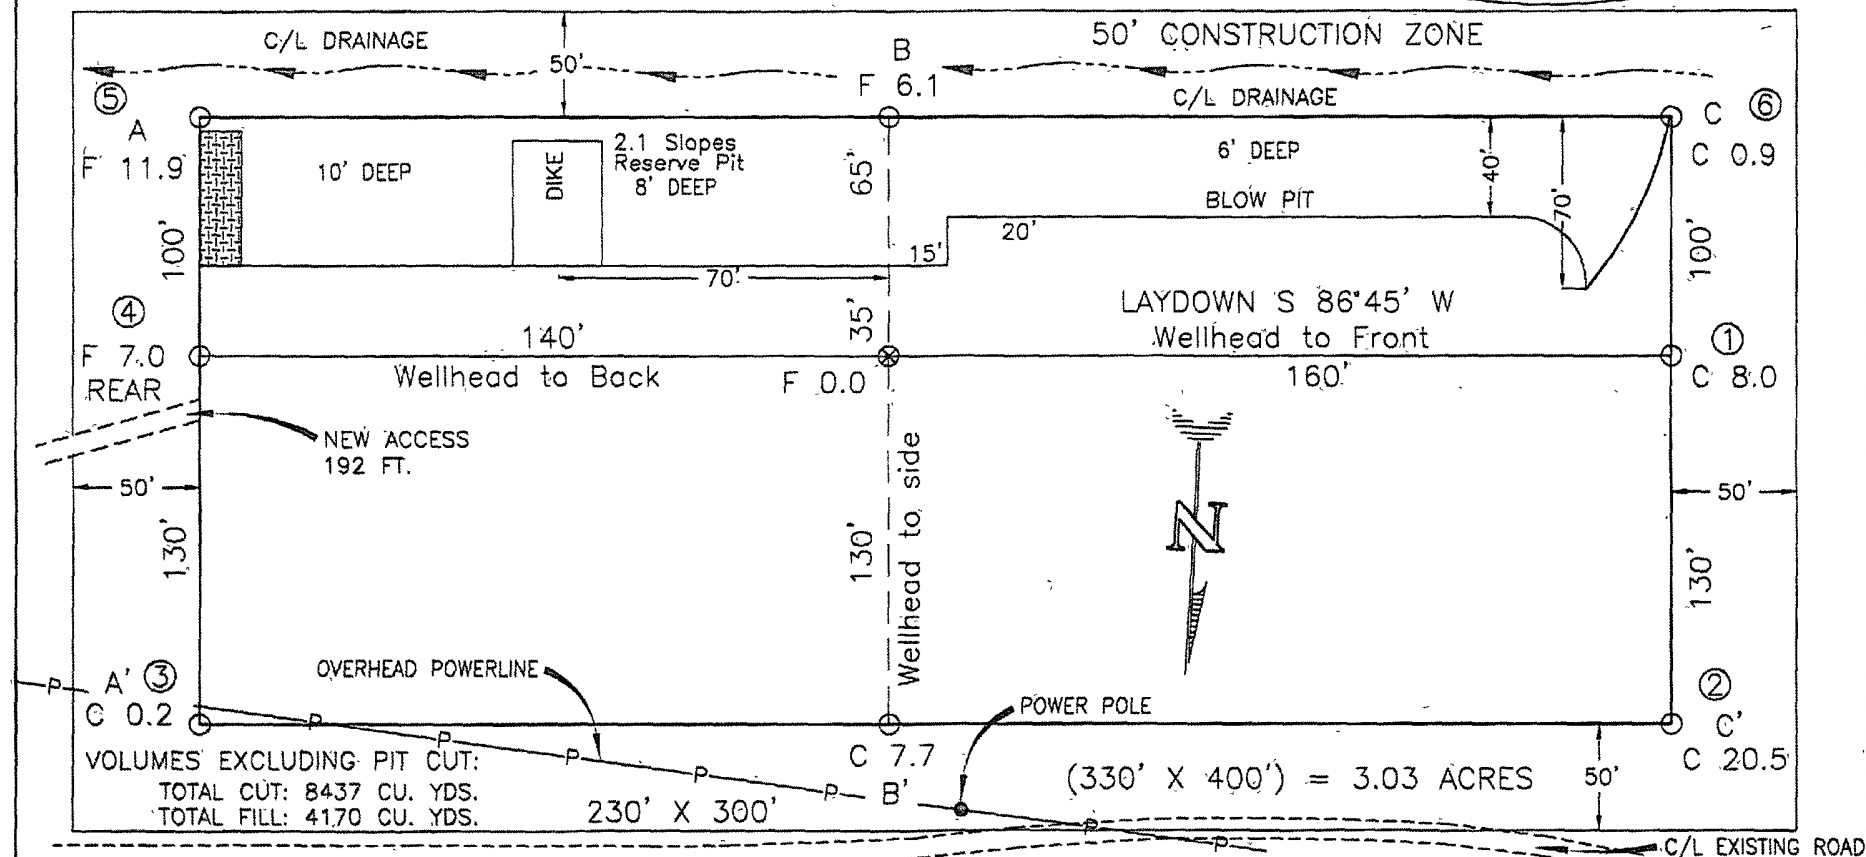 C/L DRAINAGE
50'
B
F 6.1
50' CONSTRUCTION ZONE
C/L DRAINAGE
⑤
A
F 11.9
C ⑥
C 0.9
10' DEEP
DIKE
2.1 Slopes
Reserve Pit
8' DEEP
65'
6' DEEP
40'
70'
BLOW PIT
20'
15'
70'
100'
100'
④
F 7.0
REAR
140'
Wellhead to Back
35'
F 0.0
LAYDOWN S 86°45' W
Wellhead to Front
160'
①
C 8.0
NEW ACCESS
192 FT.
50'
50'
130'
130'
Wellhead to side
130'
N
A' ③
C 0.2
P
OVERHEAD POWERLINE
P
P
P
P
P
POWER POLE
②
C'
C 20.5
C 7.7
B'
VOLUMES EXCLUDING PIT CUT:
TOTAL CUT: 8437 CU. YDS.
TOTAL FILL: 4170 CU. YDS.
230' X 300'
(330' X 400') = 3.03 ACRES
50'
P
P
C/L EXISTING ROAD